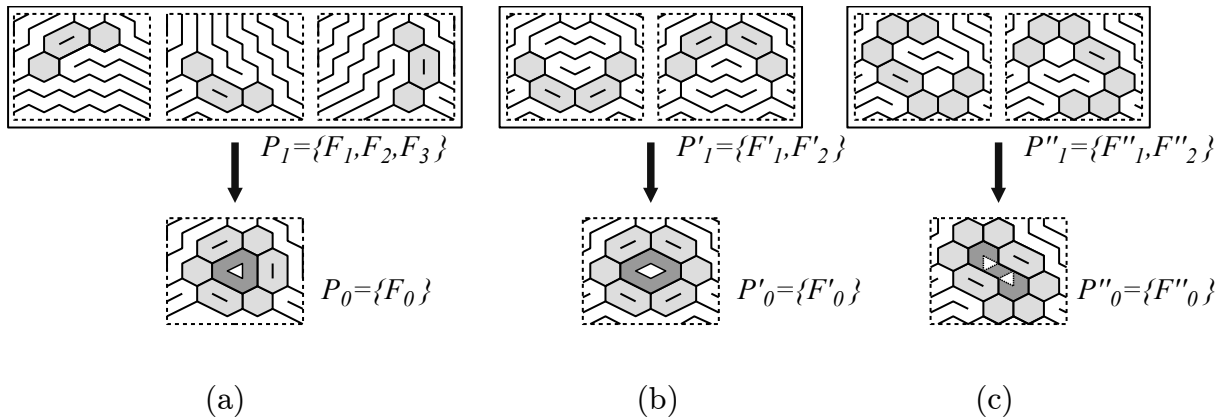 P₁={F₁,F₂,F₃}
P'₁={F'₁,F'₂}
P''₁={F''₁,F''₂}
P₀={F₀}
P'₀={F'₀}
P''₀={F''₀}
(a)
(b)
(c)